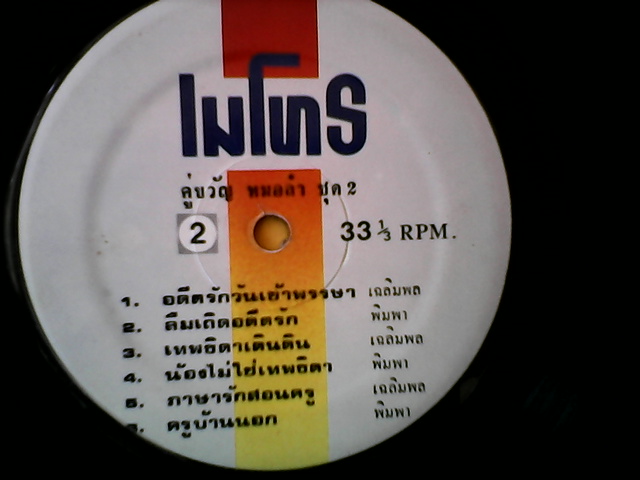 เมโทร
คู่ขวัญ หมอลำ ชุด 2
2 33 ⅓ RPM.
1. อดีตรักวันเข้าพรรษา เฉลิมพล
2. ลืมเถิดอดีตรัก พิมพา
3. เทพธิดาเดินดิน เฉลิมพล
4. น้องไม่ใช่เทพธิดา พิมพา
5. ภาษารักสอนครู เฉลิมพล
6. ครูบ้านนอก พิมพา